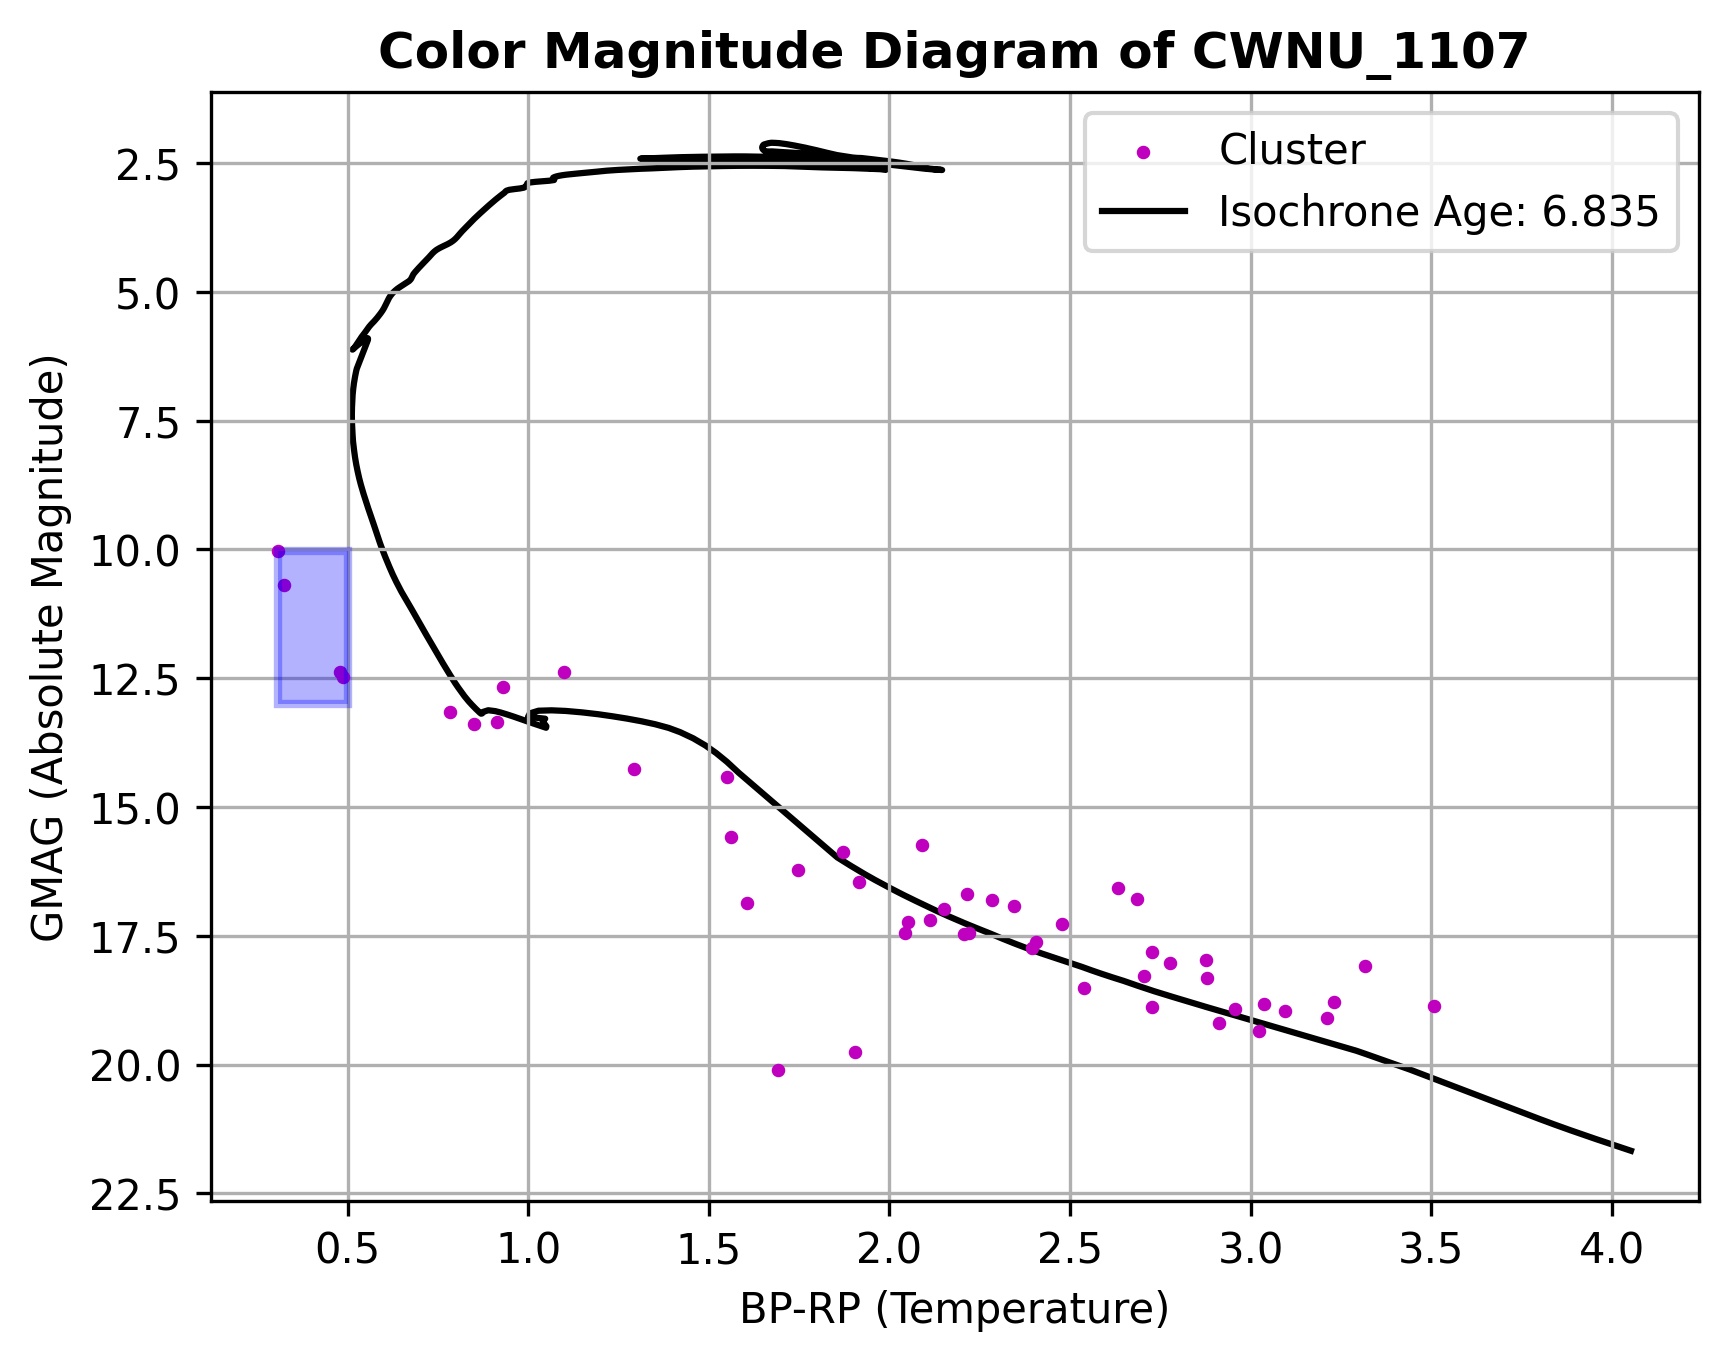 Color Magnitude Diagram of CWNU_1107
Cluster
Isochrone Age: 6.835
GMAG (Absolute Magnitude)
2.5
5.0
7.5
10.0
12.5
15.0
17.5
20.0
22.5
0.5 1.0 1.5 2.0 2.5 3.0 3.5 4.0
BP-RP (Temperature)